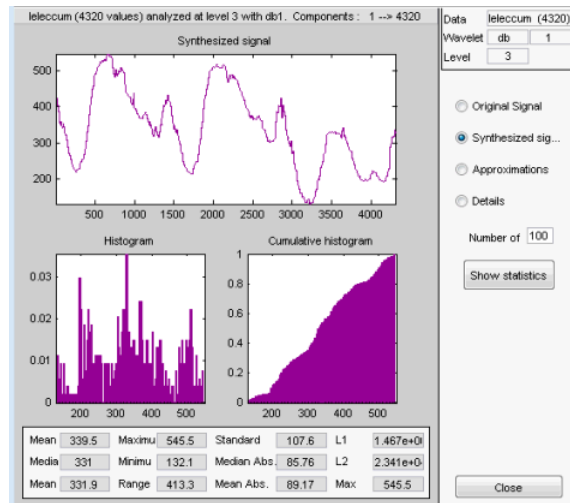 leleccum (4320 values) analyzed at level 3 with db1. Components : 1 --> 4320
Data leleccum (4320)
Wavelet db 1
Level 3
Synthesized signal
500
400
300
200
500 1000 1500 2000 2500 3000 3500 4000
Original Signal
Synthesized sig...
Approximations
Details
Number of 100
Show statistics
Histogram
0.03
0.02
0.01
0
200 300 400 500
Cumulative histogram
1
0.8
0.6
0.4
0.2
0
200 300 400 500
Mean 339.5 Maximu 545.5 Standard 107.6 L1 1.467e+0
Media 331 Minimu 132.1 Median Abs. 85.76 L2 2.341e+0
Mean 331.9 Range 413.3 Mean Abs. 89.17 Max 545.5
Close